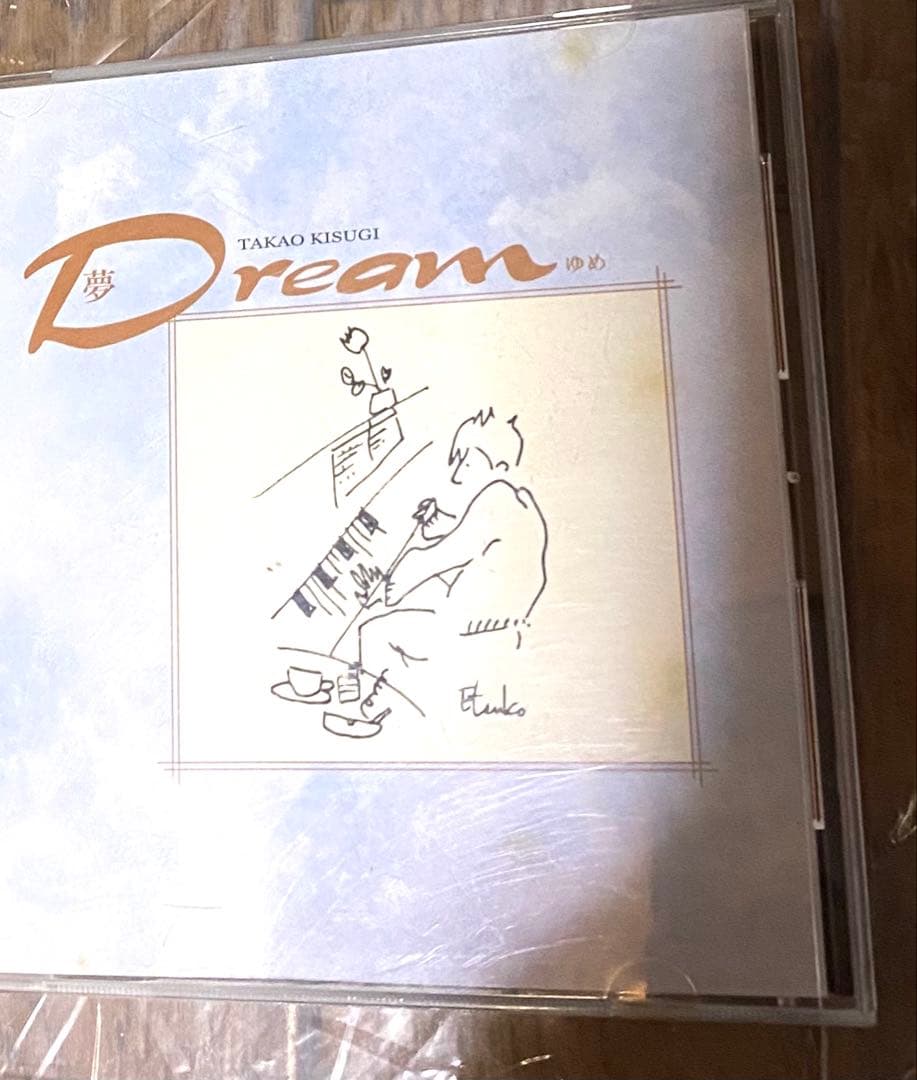 TAKAO KISUGI
夢 Dream ゆめ
Etsuko